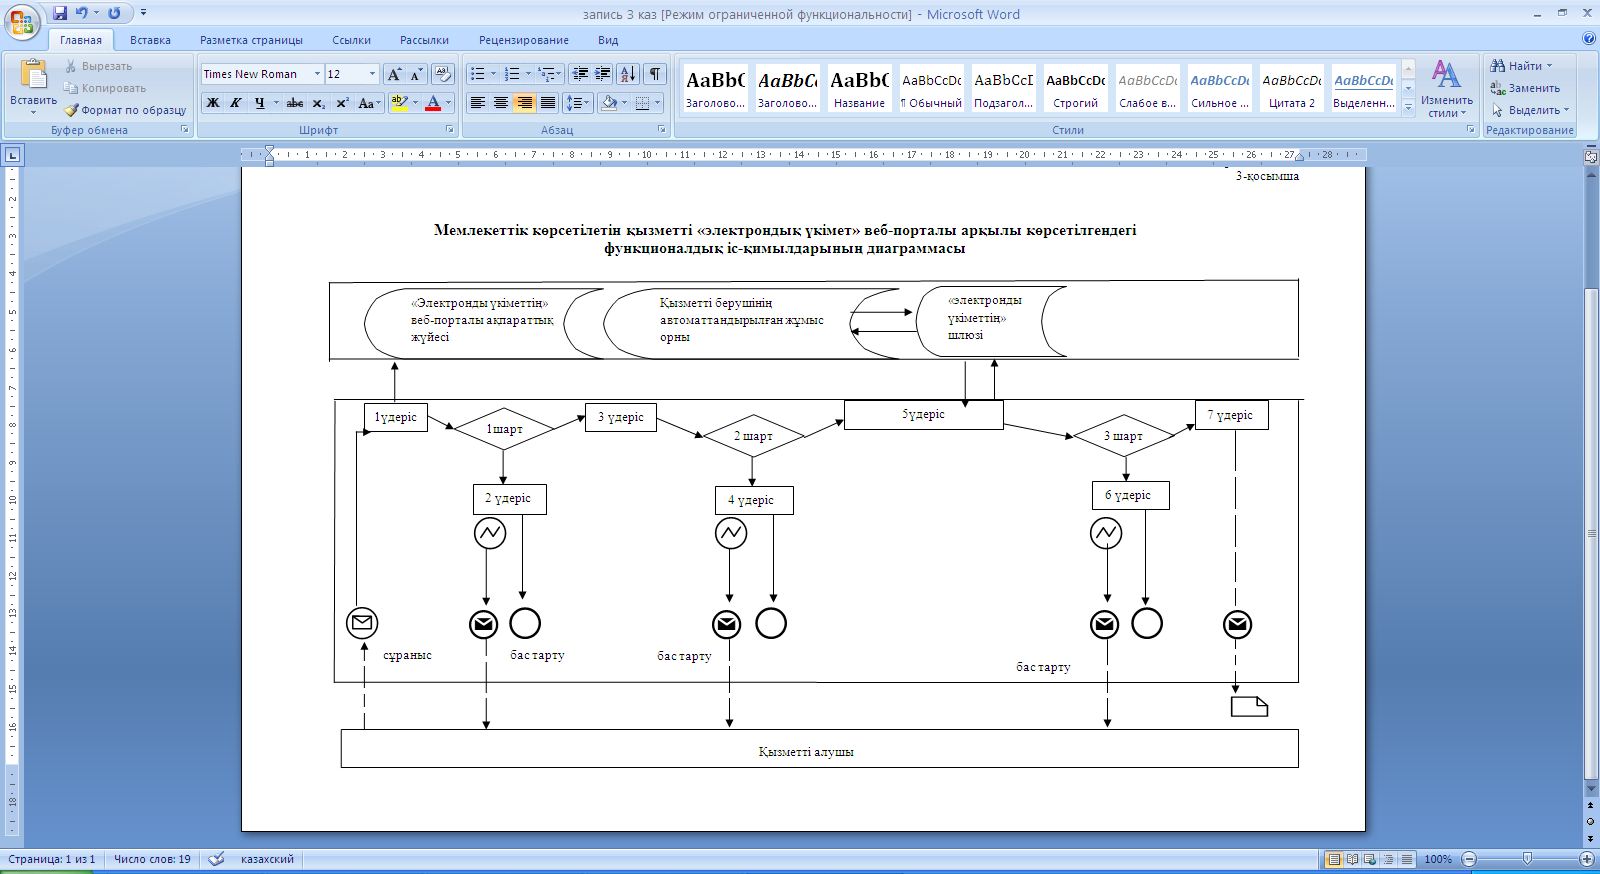 запись 3 каз [Режим ограниченной функциональности] - Microsoft Word
Главная Вставка Разметка страницы Ссылки Рассылки Рецензирование Вид
Вставить
Вырезать
Копировать
Формат по образцу
Буфер обмена
Times New Roman 12
Ж К Ч abc x₂ x² Aa
Шрифт
Абзац
AaBbC AaBbCc AaBbC AaBbCcDc AaBbCcI AaBbCcDc AaBbCcDc AaBbCcDc AaBbCcDc AaBbCcDc
Заголово... Заголово... Название ¶ Обычный Подзагол... Строгий Слабое в... Сильное ... Цитата 2 Выделенн...
Изменить
стили
Стили
Найти
Заменить
Выделить
Редактирование
3-қосымша
Мемлекеттік көрсетілетін қызметті «электрондық үкімет» веб-порталы арқылы көрсетілгендегі
функционалдық іс-қимылдарының диаграммасы
«Электронды үкіметтің»
веб-порталы ақпараттық
жүйесі
Қызметті берушінің
автоматтандырылған жұмыс
орны
«электронды
үкіметтің»
шлюзі
1үдеріс
1шарт
3 үдеріс
2 шарт
5үдеріс
3 шарт
7 үдеріс
2 үдеріс
4 үдеріс
6 үдеріс
сұраныс
бас тарту
бас тарту
бас тарту
Қызметті алушы
Страница: 1 из 1 Число слов: 19 казахский 100%